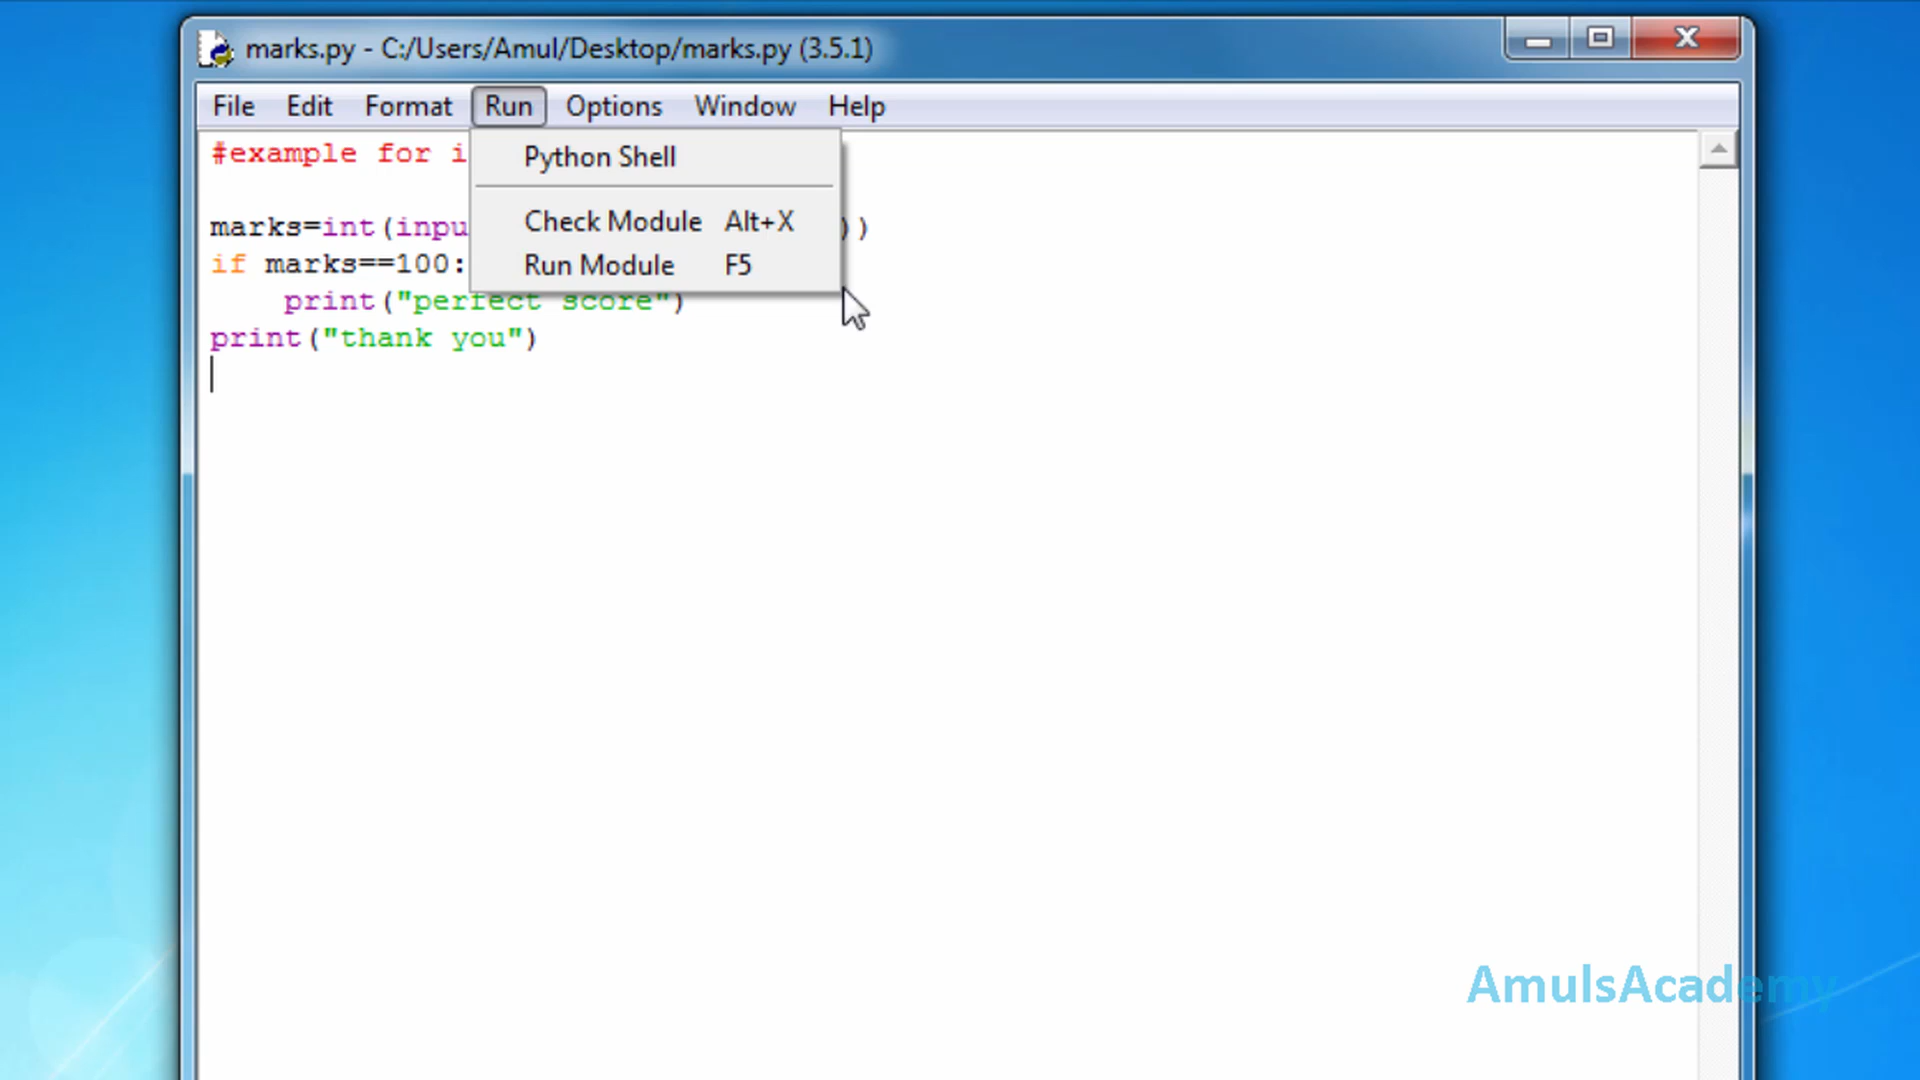 marks.py - C:/Users/Amul/Desktop/marks.py (3.5.1)
File Edit Format Run Options Window Help
#example for i
Python Shell
marks=int(inpu ))
Check Module Alt+X
if marks==100:
Run Module F5
print("perfect score")
print("thank you")
AmulsAcademy